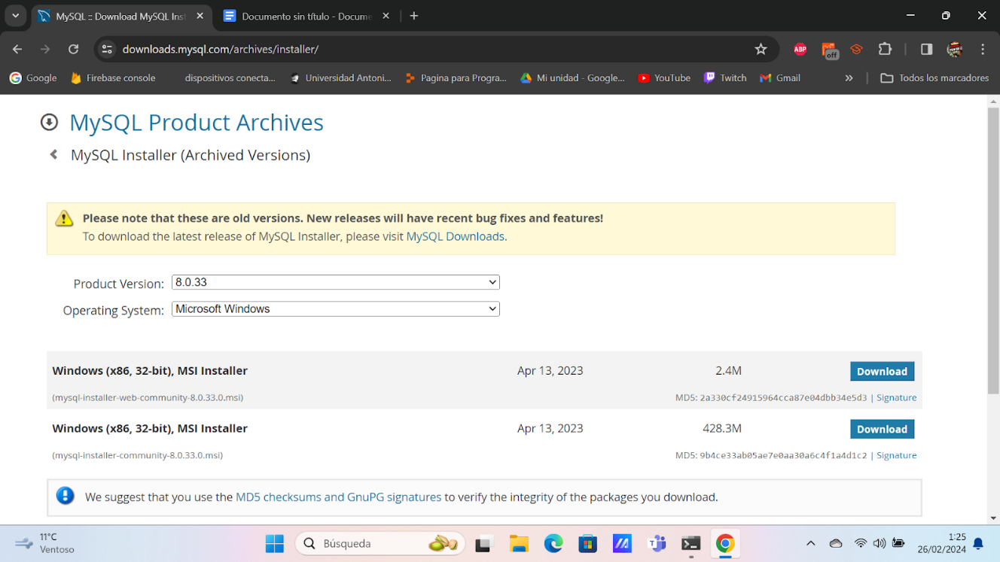 MySQL :: Download MySQL Inst
Documento sin título - Docume
downloads.mysql.com/archives/installer/
ABP
off
Google
Firebase console
dispositivos conecta...
Universidad Antoni...
Pagina para Progra...
Mi unidad - Google...
YouTube
Twitch
Gmail
Todos los marcadores
MySQL Product Archives
MySQL Installer (Archived Versions)
Please note that these are old versions. New releases will have recent bug fixes and features!
To download the latest release of MySQL Installer, please visit MySQL Downloads.
Product Version: 8.0.33
Operating System: Microsoft Windows
Windows (x86, 32-bit), MSI Installer Apr 13, 2023 2.4M Download
(mysql-installer-web-community-8.0.33.0.msi) MD5: 2a330cf24915964cca87e04dbb34e5d3 | Signature
Windows (x86, 32-bit), MSI Installer Apr 13, 2023 428.3M Download
(mysql-installer-community-8.0.33.0.msi) MD5: 9b4ce33ab05ae7e0aa30a6c4f1a4d1c2 | Signature
We suggest that you use the MD5 checksums and GnuPG signatures to verify the integrity of the packages you download.
11°C
Ventoso
Búsqueda
1:25
26/02/2024